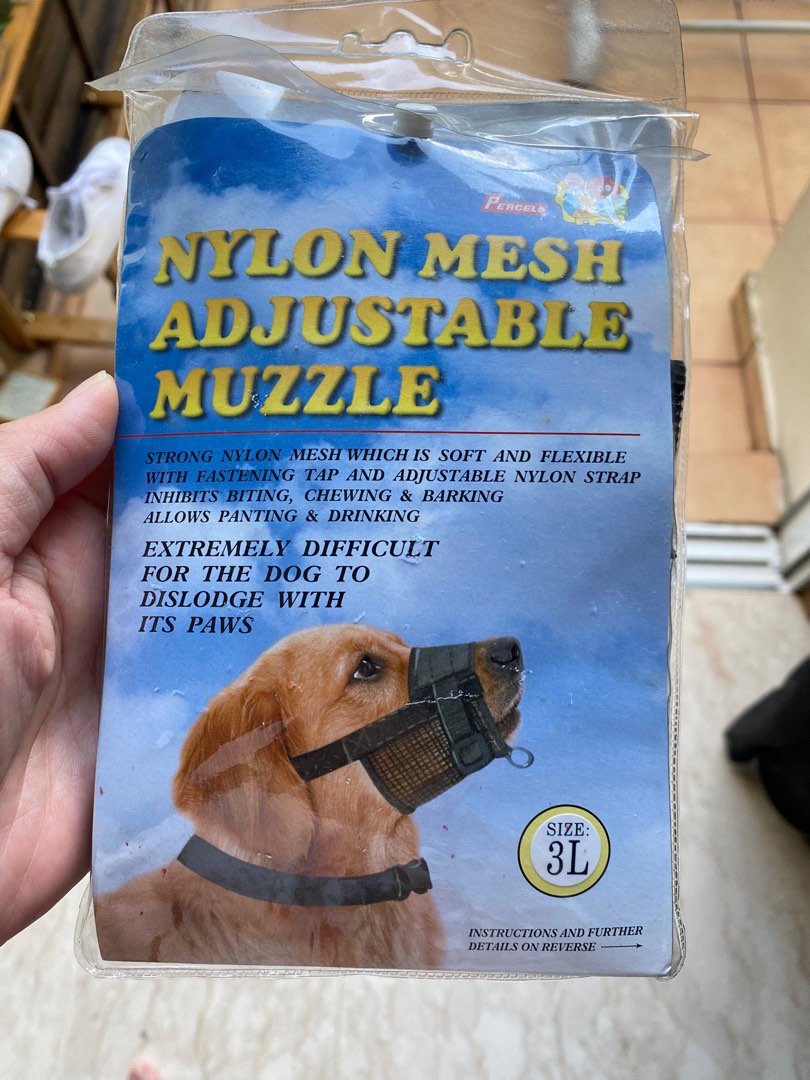 PERCELL
NYLON MESH
ADJUSTABLE
MUZZLE
STRONG NYLON MESH WHICH IS SOFT AND FLEXIBLE
WITH FASTENING TAP AND ADJUSTABLE NYLON STRAP
INHIBITS BITING, CHEWING & BARKING
ALLOWS PANTING & DRINKING
EXTREMELY DIFFICULT
FOR THE DOG TO
DISLODGE WITH
ITS PAWS
SIZE:
3L
INSTRUCTIONS AND FURTHER
DETAILS ON REVERSE